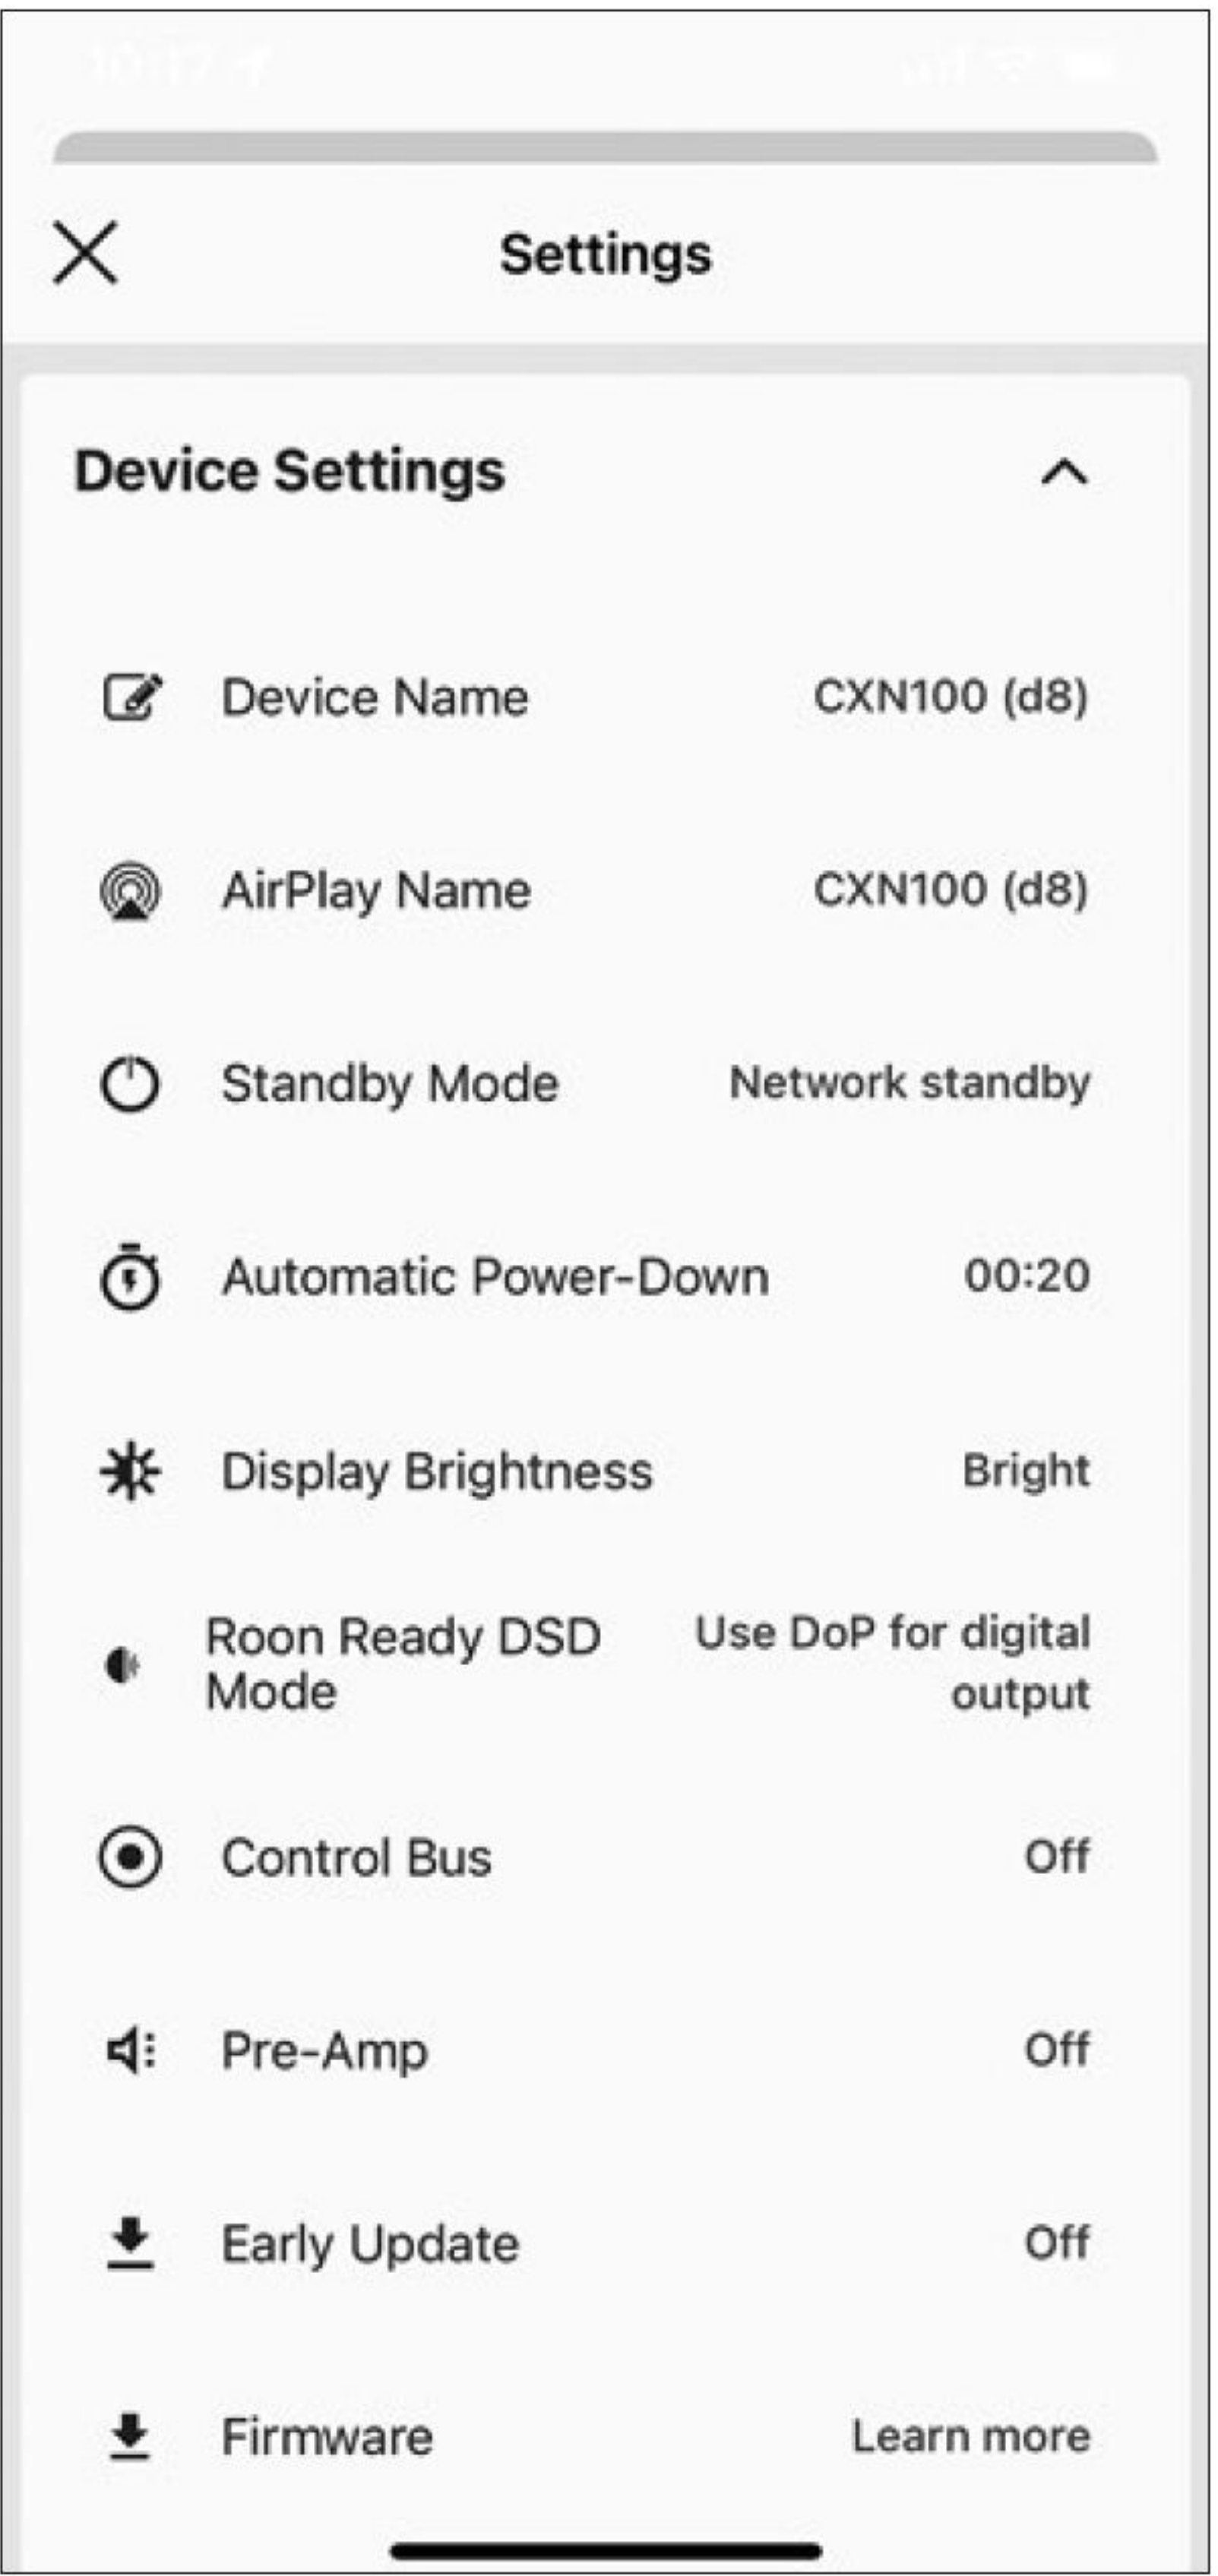 Settings
Device Settings
Device Name CXN100 (d8)
AirPlay Name CXN100 (d8)
Standby Mode Network standby
Automatic Power-Down 00:20
Display Brightness Bright
Roon Ready DSD Use DoP for digital
Mode output
Control Bus Off
Pre-Amp Off
Early Update Off
Firmware Learn more